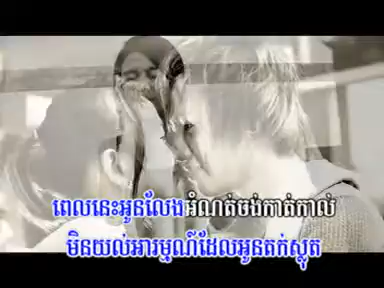 ពេលនេះអូនលែងអំណត់ចង់កាត់កាល់
មិនយល់អារម្មណ៍ដែលអូនតក់ស្លុត